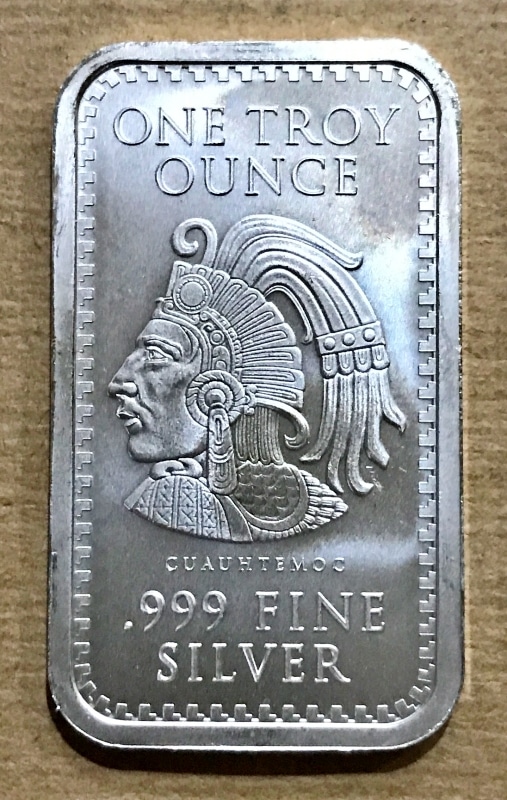 ONE TROY
OUNCE
CUAUHTEMOC
.999 FINE
SILVER